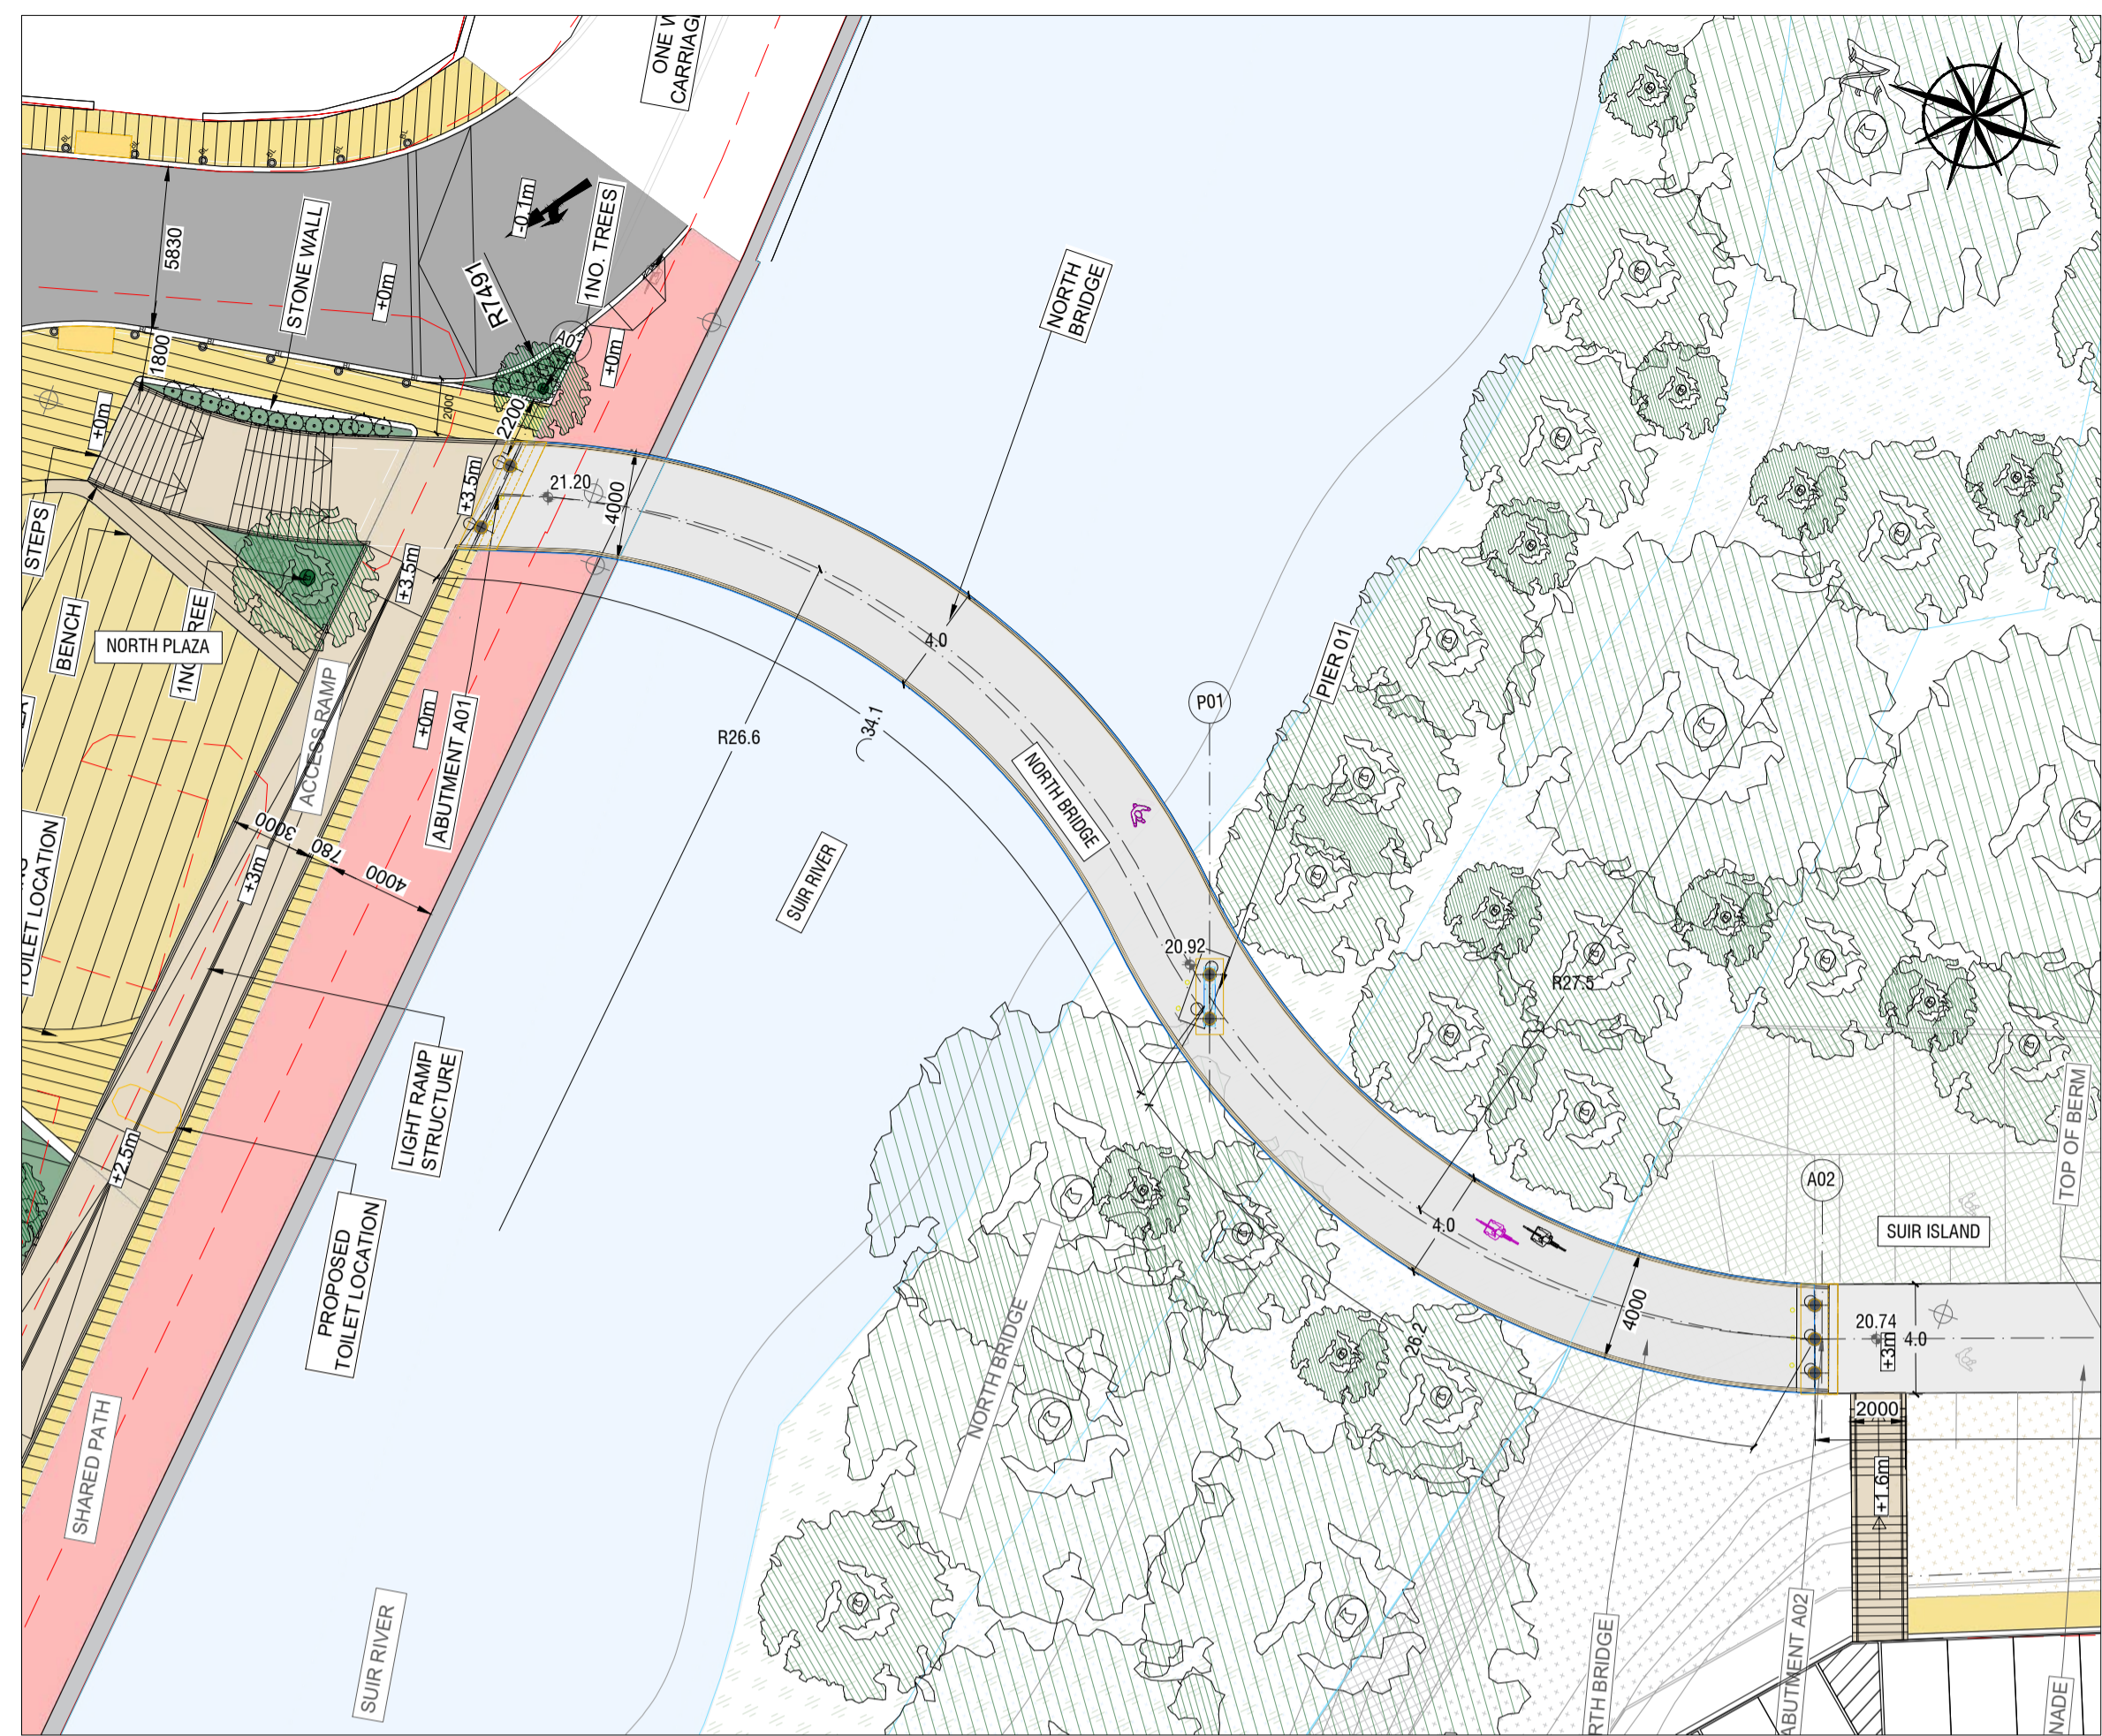 ONE W
CARRIAG
5830
STONE WALL
+0m
-0.1m
R7491
1NO. TREES
+0m
1800
2000
2200
+0m
+3.5m
21.20
4000
NORTH
BRIDGE
STEPS
BENCH
NORTH PLAZA
+3.5m
ACCESS RAMP
+0m
ABUTMENT A01
4.0
R26.6
34.1
NORTH BRIDGE
SUIR RIVER
P01
PIER 01
20.92
R27.5
TOILET LOCATION
3000
780
4000
+3m
+2.5m
LIGHT RAMP
STRUCTURE
PROPOSED
TOILET LOCATION
SHARED PATH
SUIR RIVER
NORTH BRIDGE
4.0
26.2
4000
A02
SUIR ISLAND
TOP OF BERM
20.74
+3m
4.0
2000
+1.6m
RTH BRIDGE
ABUTMENT A02
NADE